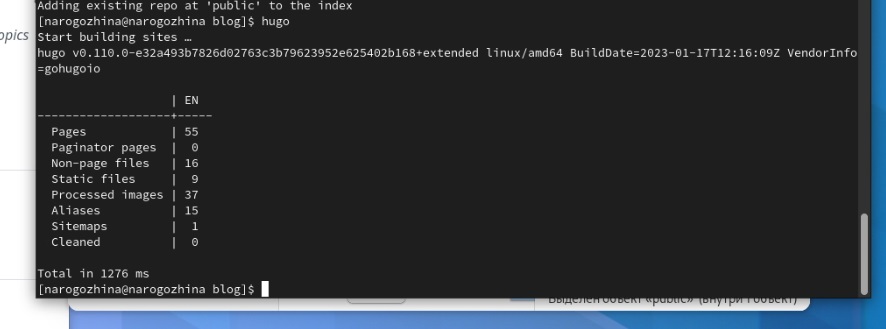 Adding existing repo at 'public' to the index
[narogozhina@narogozhina blog]$ hugo
opics
Start building sites …
hugo v0.110.0-e32a493b7826d02763c3b79623952e625402b168+extended linux/amd64 BuildDate=2023-01-17T12:16:09Z VendorInfo
=gohugoio
| EN
-------------------+-----
Pages | 55
Paginator pages | 0
Non-page files | 16
Static files | 9
Processed images | 37
Aliases | 15
Sitemaps | 1
Cleaned | 0
Total in 1276 ms
[narogozhina@narogozhina blog]$
Выделен объект «public» (внутри 1 объект)